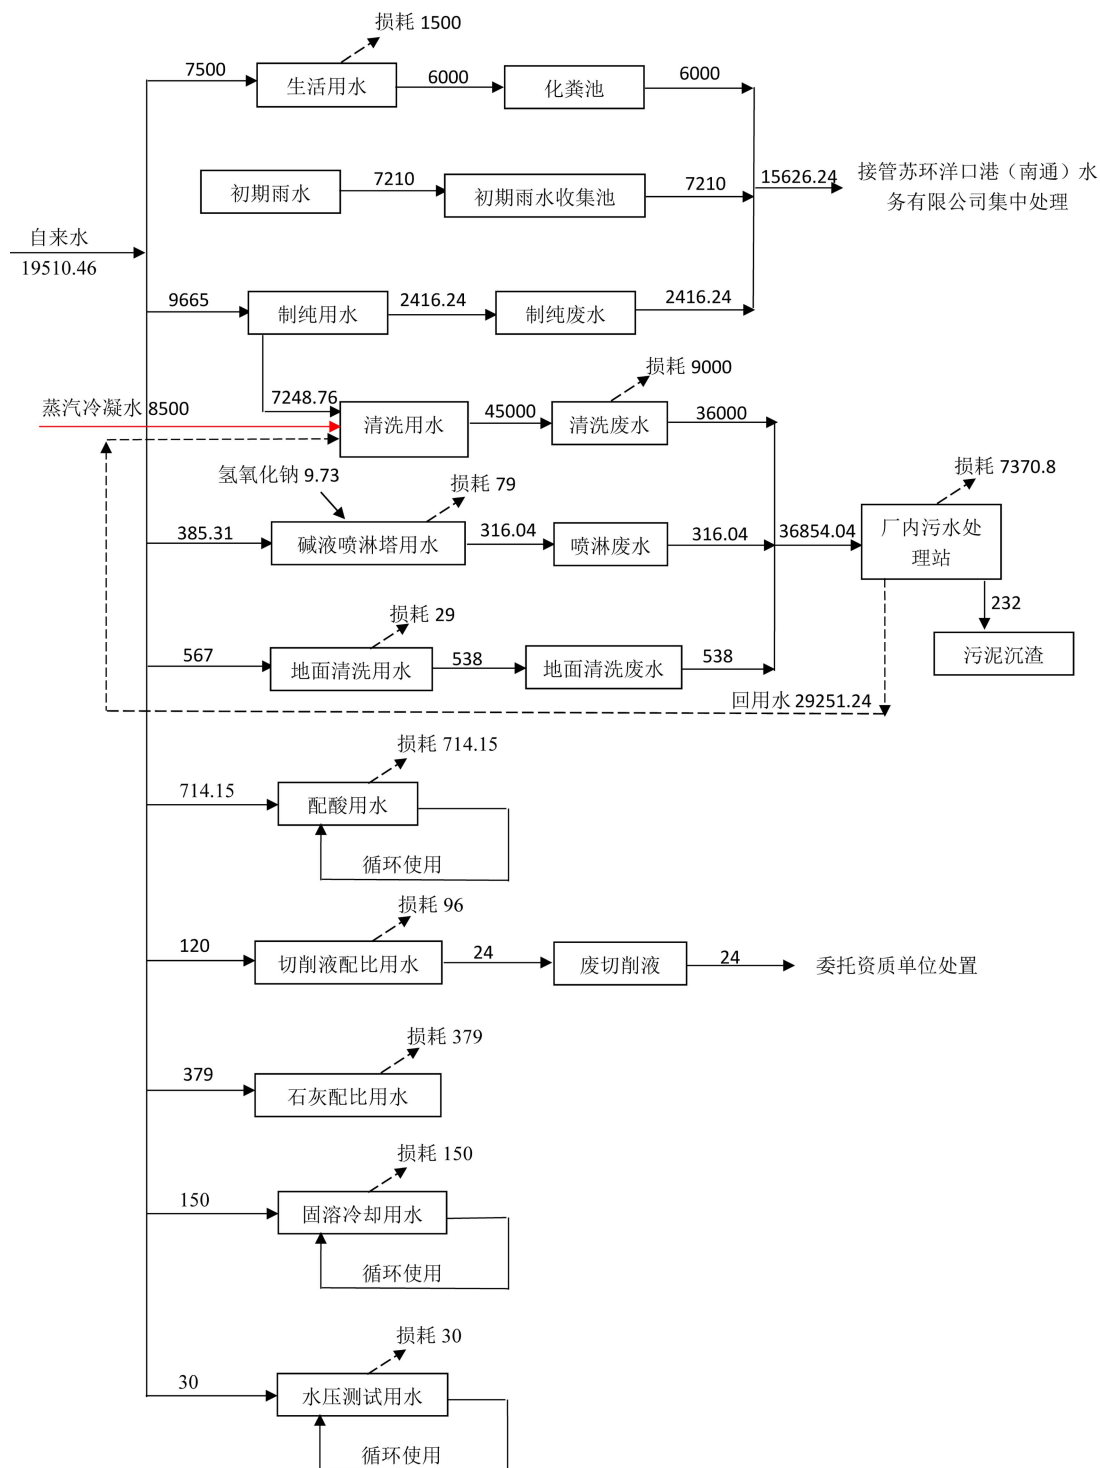 损耗 1500
7500
生活用水
6000
化粪池
6000
初期雨水
7210
初期雨水收集池
7210
15626.24
接管苏环洋口港（南通）水
务有限公司集中处理
自来水
19510.46
9665
制纯用水
2416.24
制纯废水
2416.24
损耗 9000
蒸汽冷凝水 8500
7248.76
清洗用水
45000
清洗废水
36000
氢氧化钠 9.73
损耗 79
损耗 7370.8
385.31
碱液喷淋塔用水
316.04
喷淋废水
316.04
36854.04
厂内污水处
理站
232
污泥沉渣
损耗 29
567
地面清洗用水
538
地面清洗废水
538
回用水 29251.24
损耗 714.15
714.15
配酸用水
循环使用
损耗 96
120
切削液配比用水
24
废切削液
24
委托资质单位处置
损耗 379
379
石灰配比用水
损耗 150
150
固溶冷却用水
循环使用
损耗 30
30
水压测试用水
循环使用